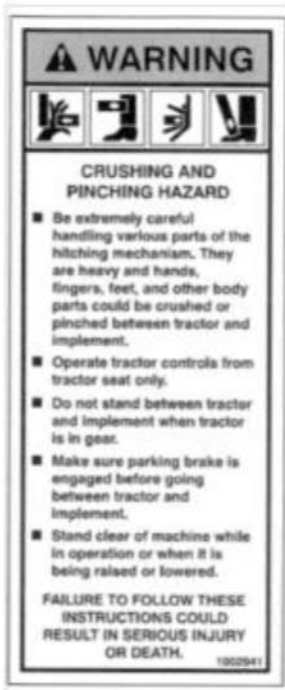 WARNING
CRUSHING AND
PINCHING HAZARD
■ Be extremely careful
handling various parts of the
hitching mechanism. They
are heavy and hands,
fingers, feet, and other body
parts could be crushed or
pinched between tractor and
implement.
■ Operate tractor controls from
tractor seat only.
■ Do not stand between tractor
and implement when tractor
is in gear.
■ Make sure parking brake is
engaged before going
between tractor and
implement.
■ Stand clear of machine while
in operation or when it is
being raised or lowered.
FAILURE TO FOLLOW THESE
INSTRUCTIONS COULD
RESULT IN SERIOUS INJURY
OR DEATH.
1002941